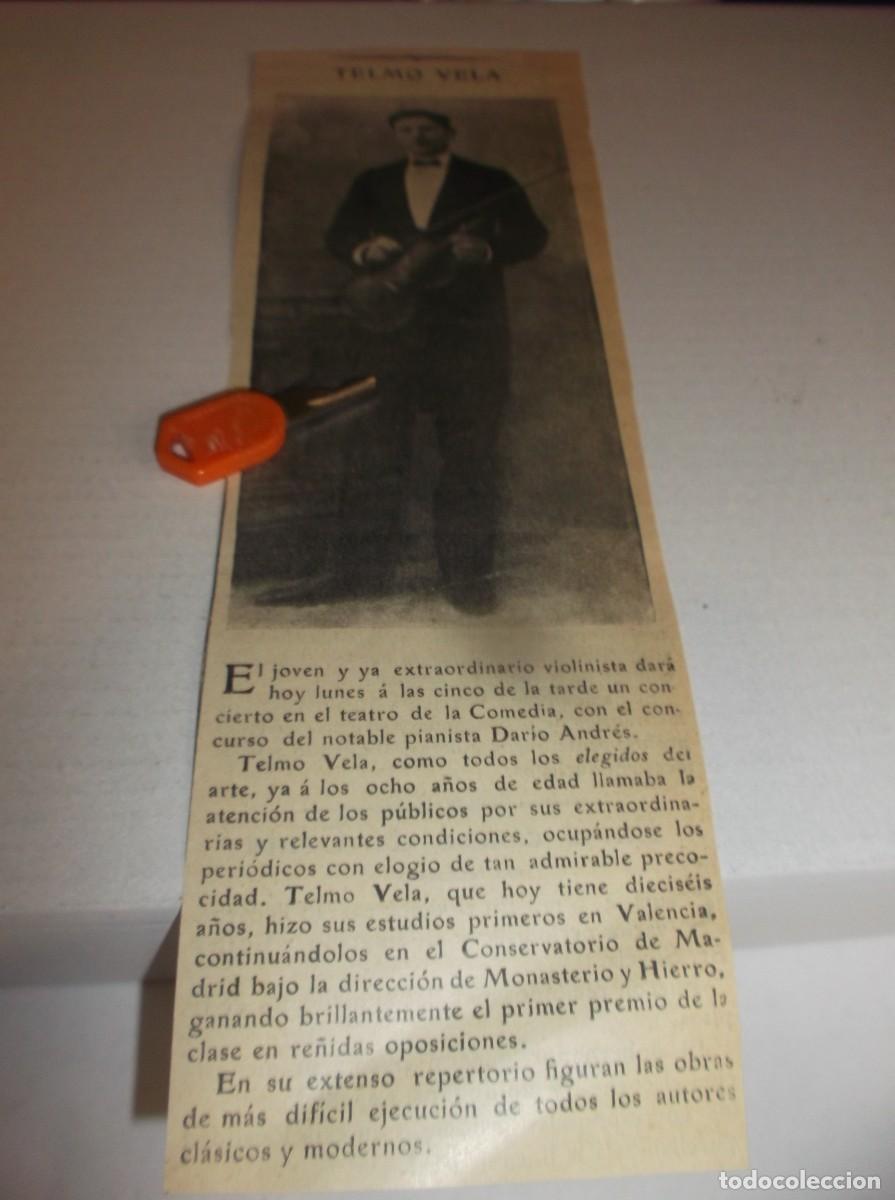 TELMO VELA
El joven y ya extraordinario violinista dará
hoy lunes á las cinco de la tarde un con-
cierto en el teatro de la Comedia, con el con-
curso del notable pianista Dario Andrés.
Telmo Vela, como todos los elegidos del
arte, ya á los ocho años de edad llamaba la
atención de los públicos por sus extraordina-
rias y relevantes condiciones, ocupándose los
periódicos con elogio de tan admirable preco-
cidad. Telmo Vela, que hoy tiene dieciséis
años, hizo sus estudios primeros en Valencia,
continuándolos en el Conservatorio de Ma-
drid bajo la dirección de Monasterio y Hierro,
ganando brillantemente el primer premio de la
clase en reñidas oposiciones.
En su extenso repertorio figuran las obras
de más difícil ejecución de todos los autores
clásicos y modernos.
todocoleccion